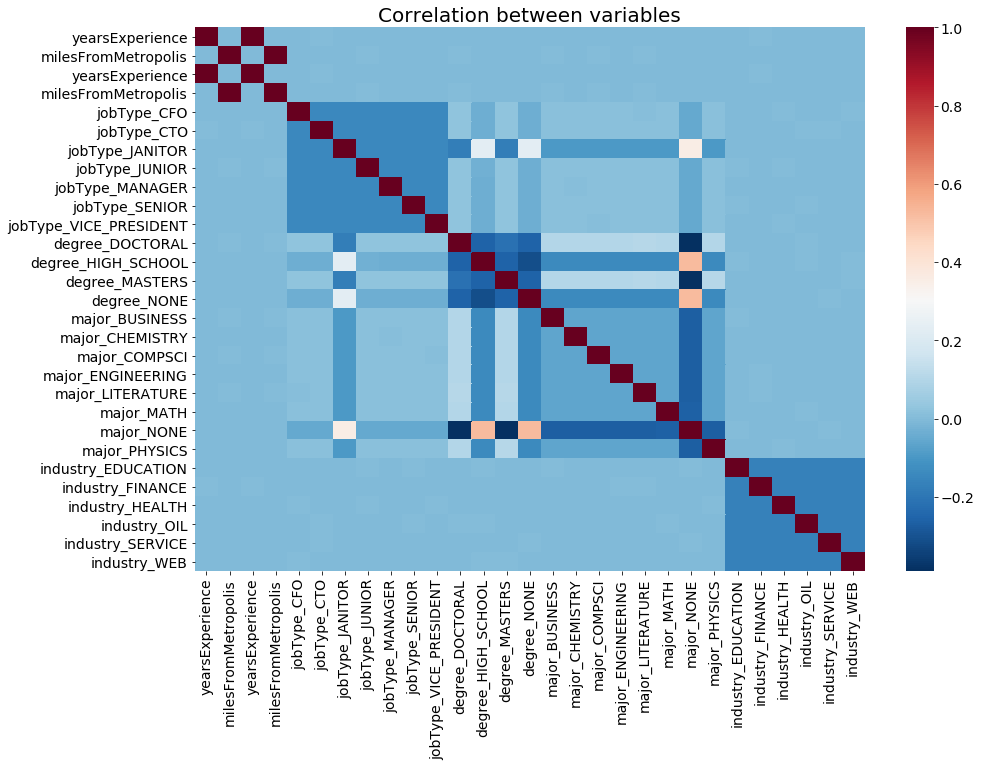 Correlation between variables
yearsExperience
milesFromMetropolis
yearsExperience
milesFromMetropolis
jobType_CFO
jobType_CTO
jobType_JANITOR
jobType_JUNIOR
jobType_MANAGER
jobType_SENIOR
jobType_VICE_PRESIDENT
degree_DOCTORAL
degree_HIGH_SCHOOL
degree_MASTERS
degree_NONE
major_BUSINESS
major_CHEMISTRY
major_COMPSCI
major_ENGINEERING
major_LITERATURE
major_MATH
major_NONE
major_PHYSICS
industry_EDUCATION
industry_FINANCE
industry_HEALTH
industry_OIL
industry_SERVICE
industry_WEB
yearsExperience
milesFromMetropolis
yearsExperience
milesFromMetropolis
jobType_CFO
jobType_CTO
jobType_JANITOR
jobType_JUNIOR
jobType_MANAGER
jobType_SENIOR
jobType_VICE_PRESIDENT
degree_DOCTORAL
degree_HIGH_SCHOOL
degree_MASTERS
degree_NONE
major_BUSINESS
major_CHEMISTRY
major_COMPSCI
major_ENGINEERING
major_LITERATURE
major_MATH
major_NONE
major_PHYSICS
industry_EDUCATION
industry_FINANCE
industry_HEALTH
industry_OIL
industry_SERVICE
industry_WEB
1.0
0.8
0.6
0.4
0.2
0.0
−0.2